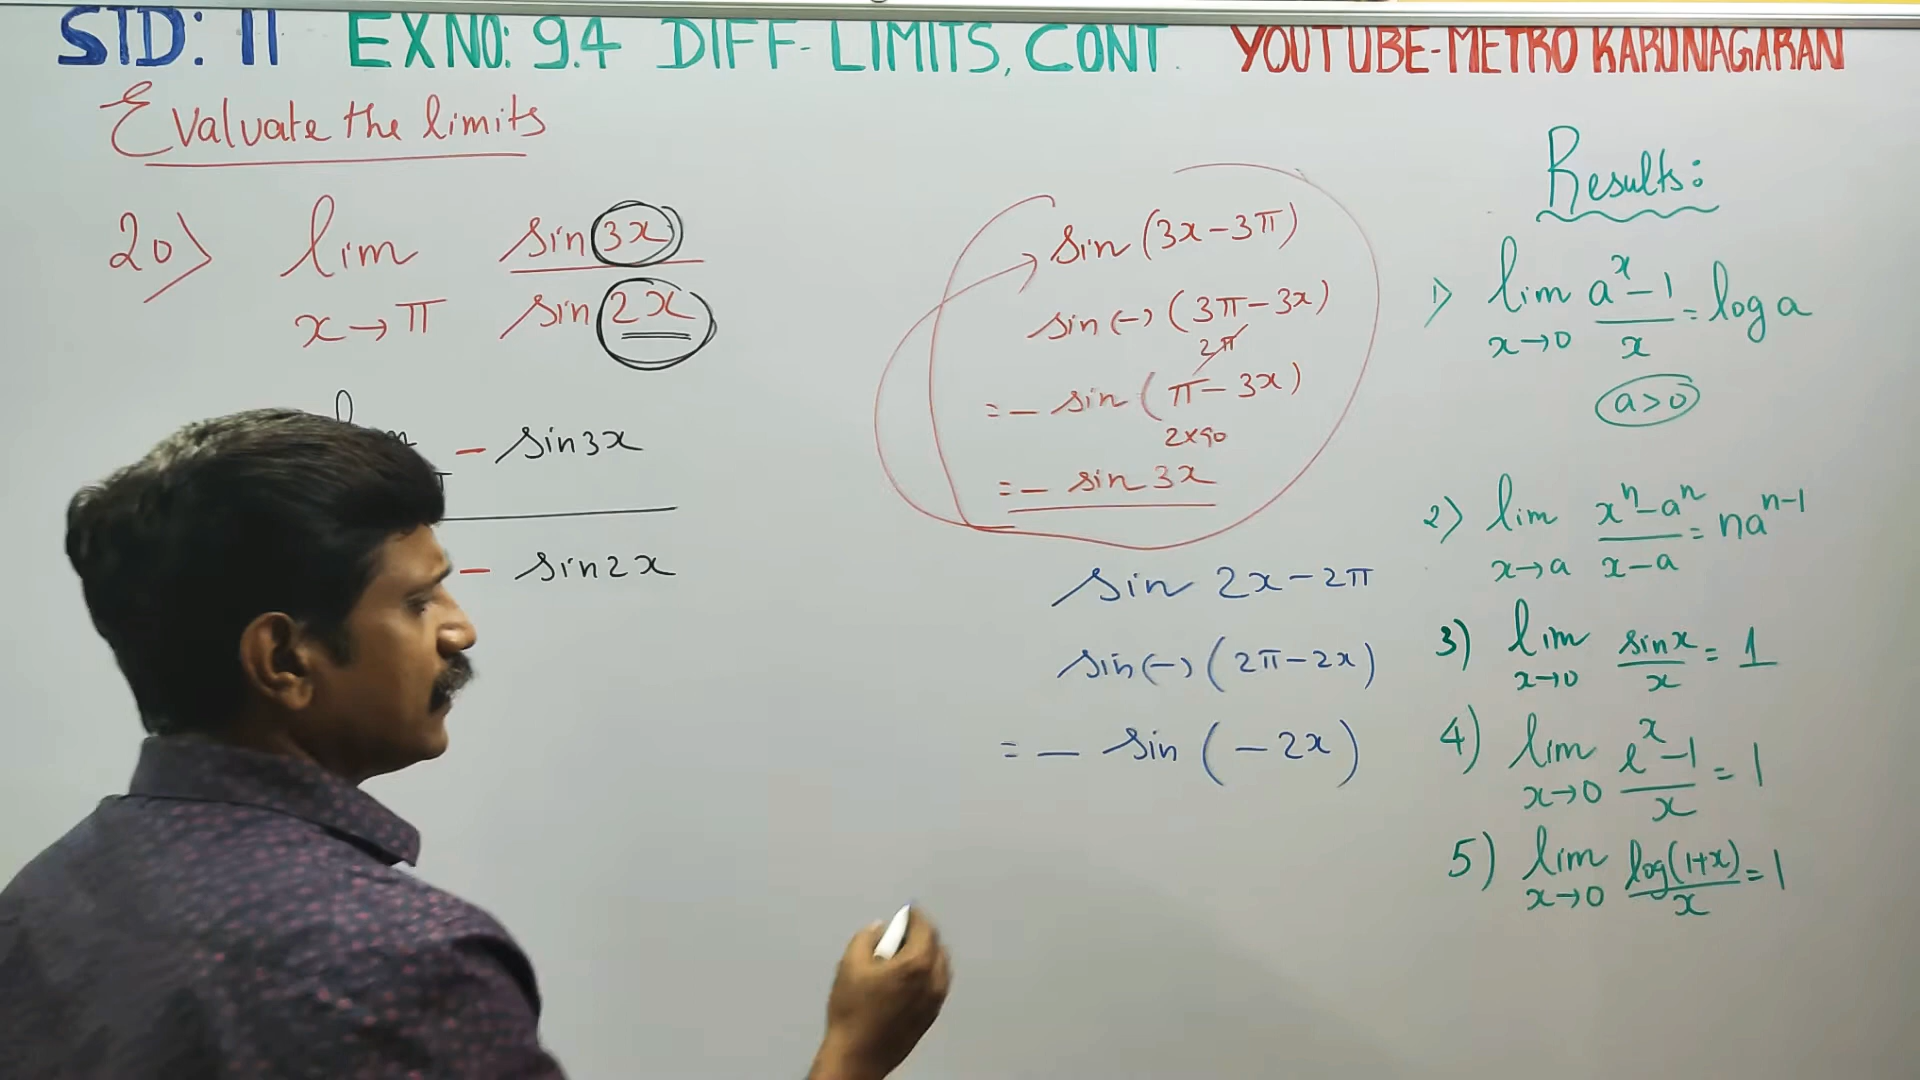 STD: 11 EX NO: 9.4 DIFF-LIMITS, CONT. YOUTUBE-METRO KARUNAGARAN
Evaluate the limits
20) lim x→π sin 3x / sin 2x
- sin 3x
- sin 2x
sin (3x-3π)
sin (-) (3π-3x)
2π
= - sin (π-3x)
2x90
= - sin 3x
sin 2x-2π
sin (-) (2π-2x)
= - sin (-2x)
Results:
1) lim x→0 a^x-1 / x = log a
a>0
2) lim x→a x^n-a^n / x-a = na^n-1
3) lim x→0 sin x / x = 1
4) lim x→0 e^x-1 / x = 1
5) lim x→0 log(1+x) / x = 1